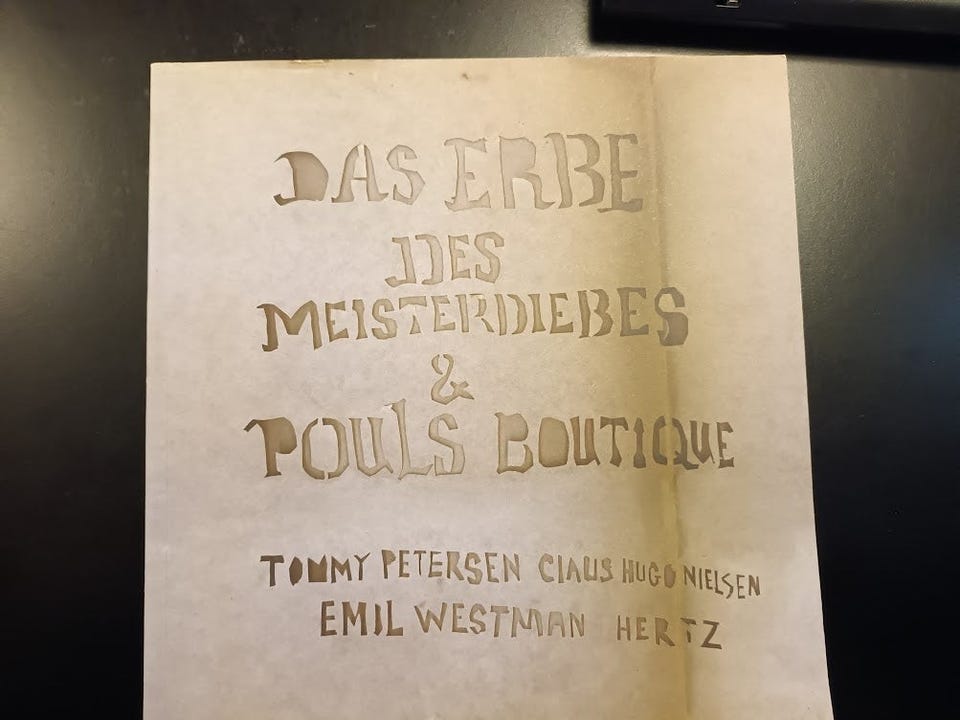 DAS ERBE
DES
MEISTERDIEBES
&
POULS BOUTIQUE
TOMMY PETERSEN CLAUS HUGO NIELSEN
EMIL WESTMAN HERTZ